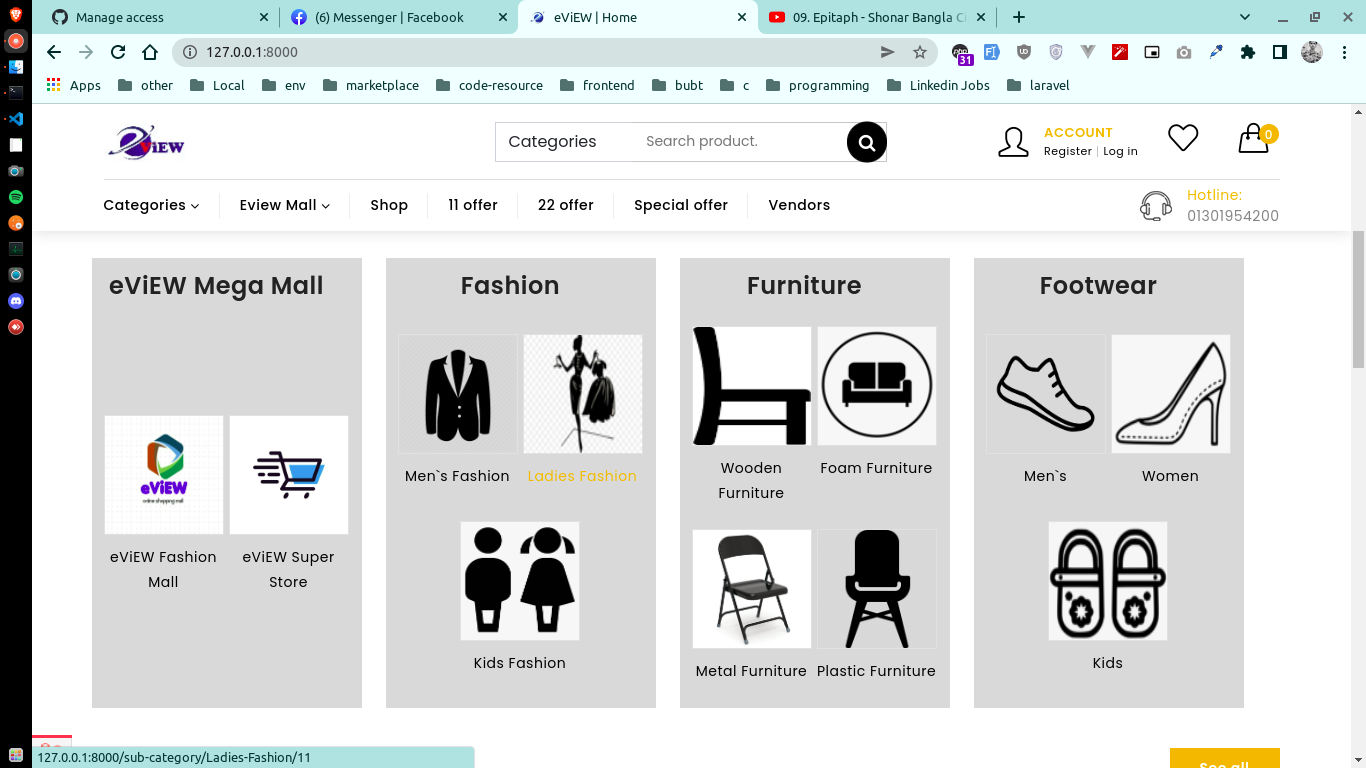 Manage access
(6) Messenger | Facebook
eViEW | Home
09. Epitaph - Shonar Bangla
127.0.0.1:8000
31
Apps
other
Local
env
marketplace
code-resource
frontend
bubt
c
programming
Linkedin Jobs
laravel
eViEW
Categories
Search product.
ACCOUNT
Register | Log in
0
Categories
Eview Mall
Shop
11 offer
22 offer
Special offer
Vendors
Hotline:
01301954200
eViEW Mega Mall
eViEW
online shopping mall
eViEW Fashion
Mall
eViEW Super
Store
Fashion
Men`s Fashion
Ladies Fashion
Kids Fashion
Furniture
Wooden
Furniture
Foam Furniture
Metal Furniture
Plastic Furniture
Footwear
Men`s
Women
Kids
See all
127.0.0.1:8000/sub-category/Ladies-Fashion/11